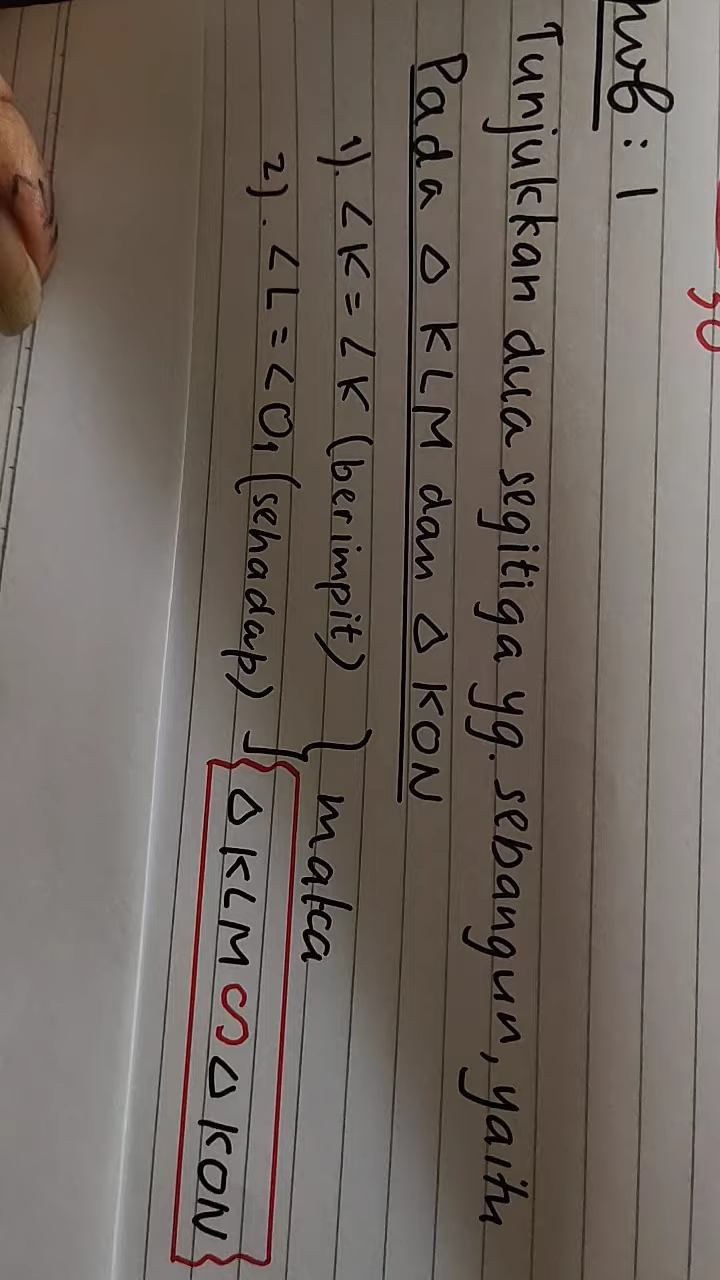 : 1
Tunjukkan dua segitiga yg. sebangun, yaitu
Pada Δ KLM dan Δ KON
1). ∠K = ∠K (berimpit)
2). ∠L = ∠O₁ (sehadap)
} maka
Δ KLM ∽ Δ KON